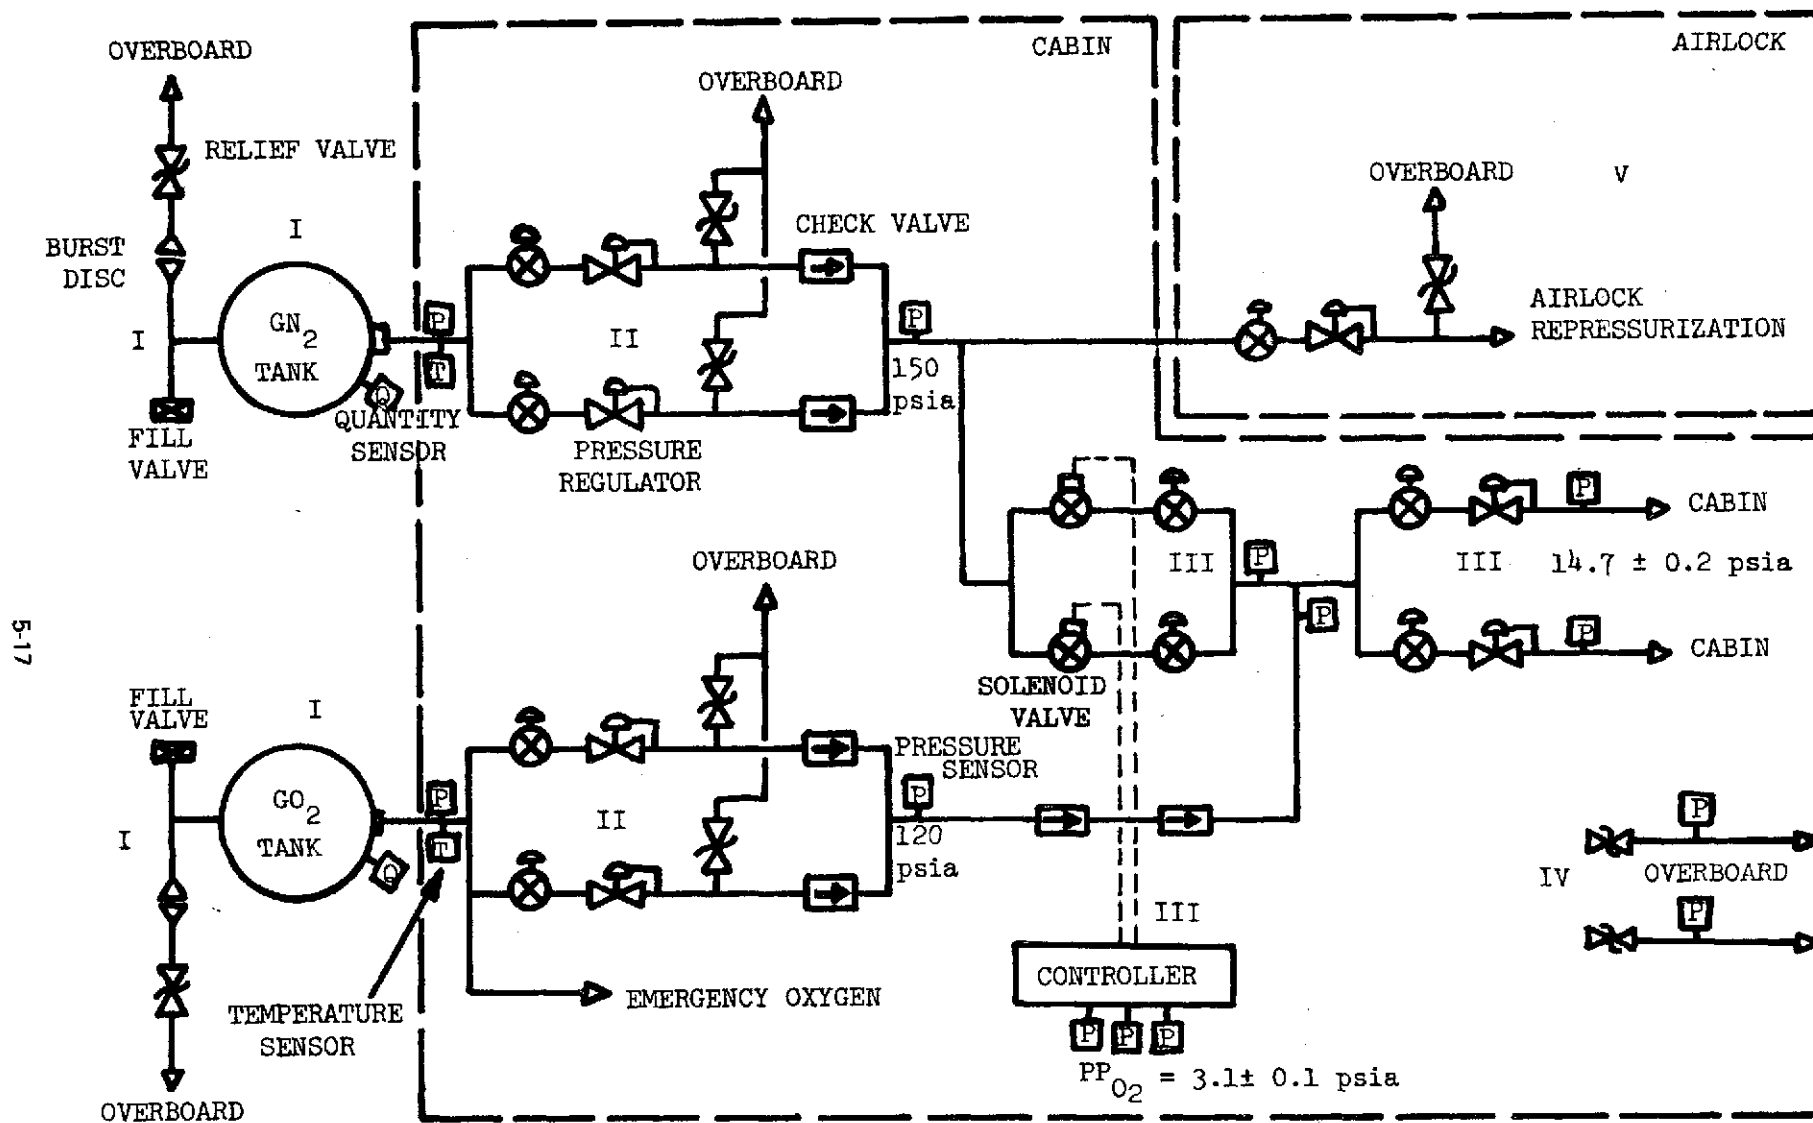 OVERBOARD
CABIN
AIRLOCK
OVERBOARD
RELIEF VALVE
OVERBOARD
V
CHECK VALVE
I
BURST
DISC
AIRLOCK
REPRESSURIZATION
GN2
TANK
I
P
T
II
P
150
psia
Q
QUANTITY
SENSOR
FILL
VALVE
PRESSURE
REGULATOR
P
CABIN
OVERBOARD
III
P
III
14.7 ± 0.2 psia
P
P
CABIN
5-17
SOLENOID
VALVE
FILL
VALVE
I
PRESSURE
SENSOR
GO2
TANK
P
T
II
P
120
psia
I
Q
P
IV
OVERBOARD
P
III
CONTROLLER
EMERGENCY OXYGEN
TEMPERATURE
SENSOR
P
P
P
PPO2 = 3.1± 0.1 psia
OVERBOARD